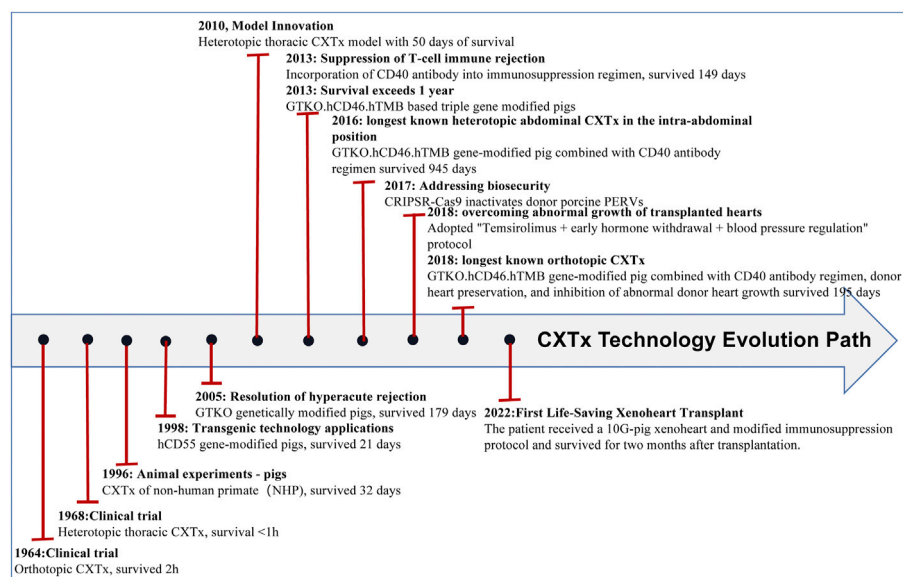 2010, Model Innovation
Heterotopic thoracic CXTx model with 50 days of survival
2013: Suppression of T-cell immune rejection
Incorporation of CD40 antibody into immunosuppression regimen, survived 149 days
2013: Survival exceeds 1 year
GTKO.hCD46.hTMB based triple gene modified pigs
2016: longest known heterotopic abdominal CXTx in the intra-abdominal
position
GTKO.hCD46.hTMB gene-modified pig combined with CD40 antibody
regimen survived 945 days
2017: Addressing biosecurity
CRIPSR-Cas9 inactivates donor porcine PERVs
2018: overcoming abnormal growth of transplanted hearts
Adopted "Temsirolimus + early hormone withdrawal + blood pressure regulation"
protocol
2018: longest known orthotopic CXTx
GTKO.hCD46.hTMB gene-modified pig combined with CD40 antibody regimen, donor
heart preservation, and inhibition of abnormal donor heart growth survived 195 days
CXTx Technology Evolution Path
2005: Resolution of hyperacute rejection
GTKO genetically modified pigs, survived 179 days
1998: Transgenic technology applications
hCD55 gene-modified pigs, survived 21 days
2022:First Life-Saving Xenoheart Transplant
The patient received a 10G-pig xenoheart and modified immunosuppression
protocol and survived for two months after transplantation.
1996: Animal experiments - pigs
CXTx of non-human primate（NHP), survived 32 days
1968:Clinical trial
Heterotopic thoracic CXTx, survival <1h
1964:Clinical trial
Orthotopic CXTx, survived 2h